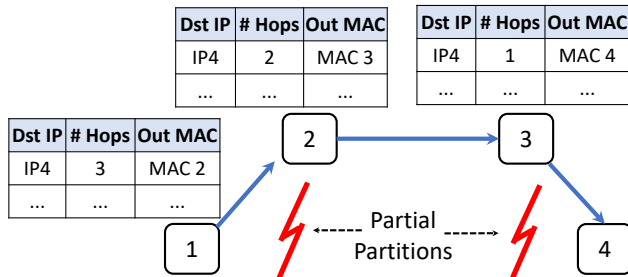 Dst IP # Hops Out MAC
IP4 2 MAC 3
... ... ...
Dst IP # Hops Out MAC
IP4 1 MAC 4
... ... ...
Dst IP # Hops Out MAC
IP4 3 MAC 2
... ... ...
2
3
1
Partial
Partitions
4